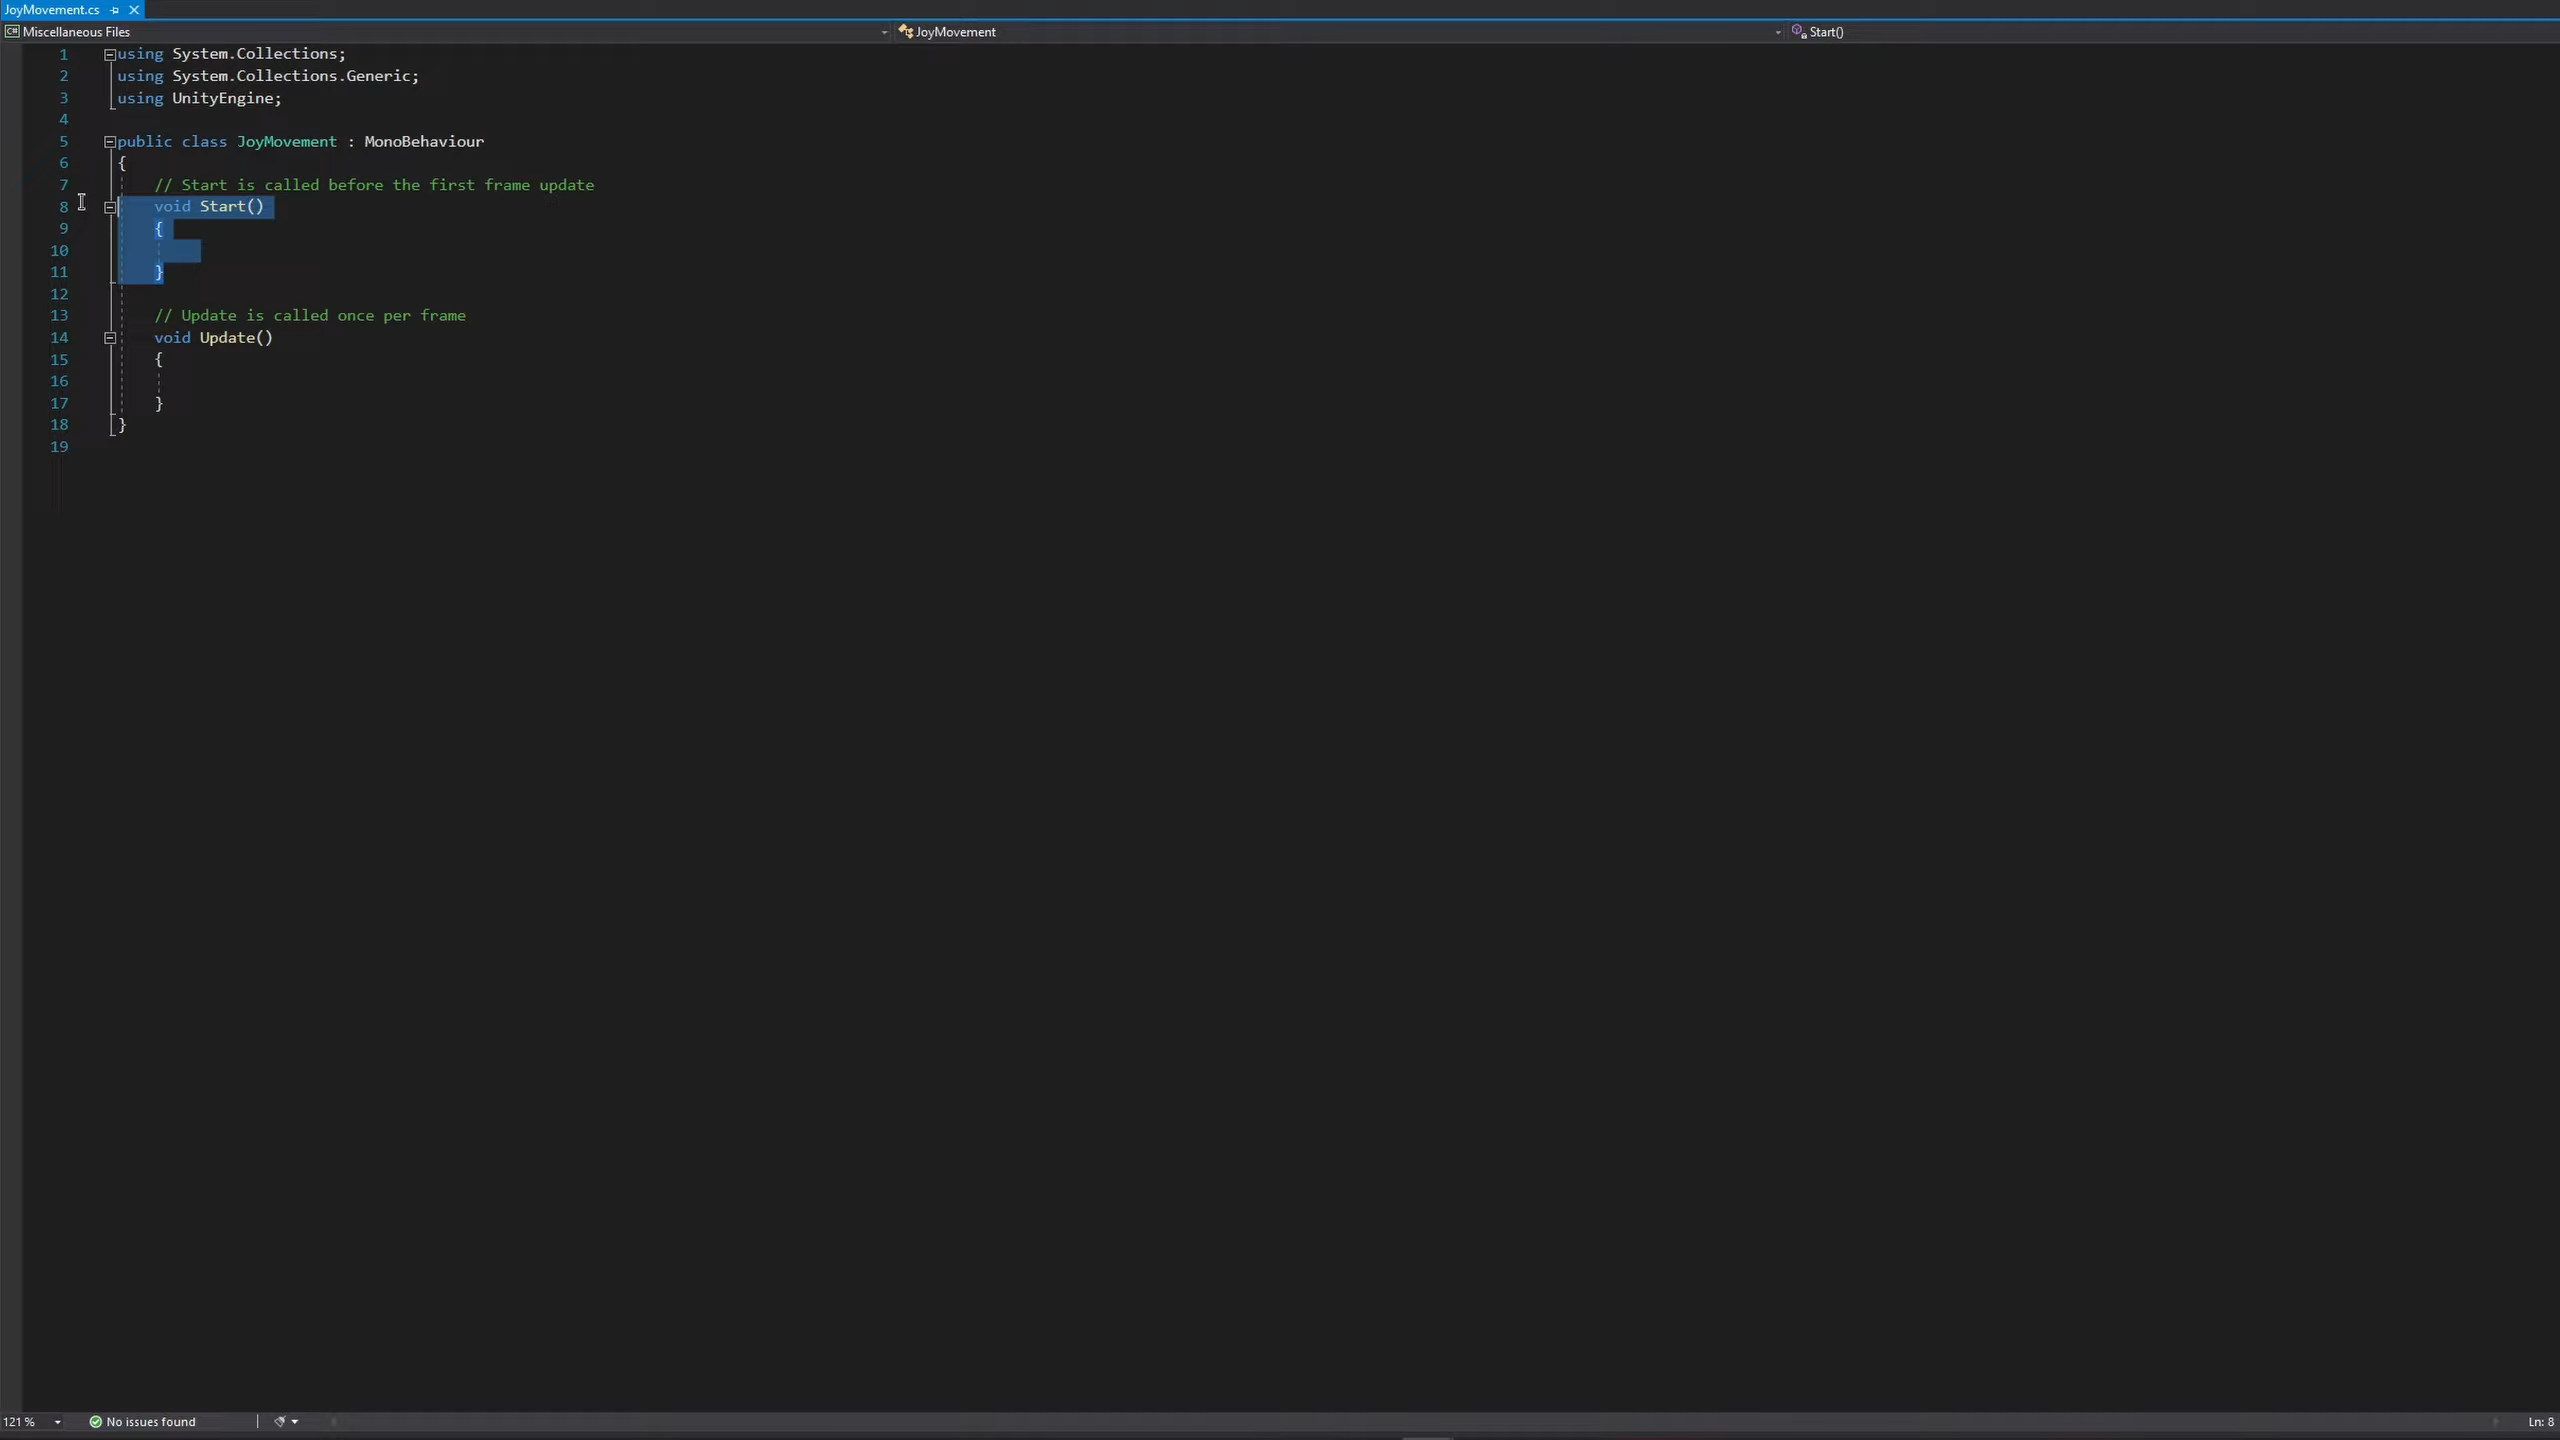 JoyMovement.cs
Miscellaneous Files JoyMovement Start()
1 using System.Collections;
2 using System.Collections.Generic;
3 using UnityEngine;
4
5 public class JoyMovement : MonoBehaviour
6 {
7 // Start is called before the first frame update
8 void Start()
9 {
10
11 }
12
13 // Update is called once per frame
14 void Update()
15 {
16
17 }
18 }
19
121 % No issues found Ln: 8